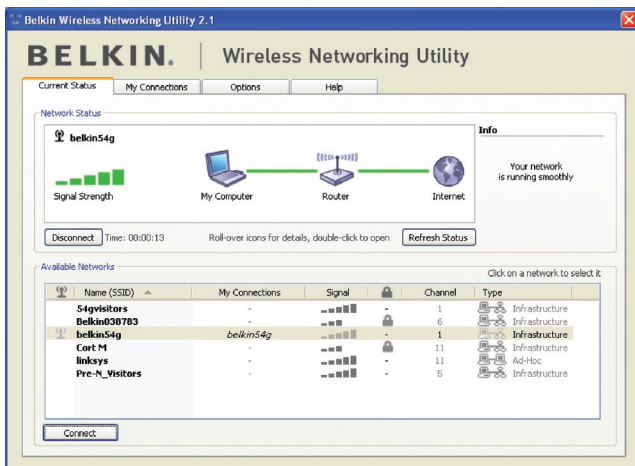 Belkin Wireless Networking Utility 2.1
BELKIN. | Wireless Networking Utility
Current Status My Connections Options Help
Network Status
belkin54g
Signal Strength
My Computer Router Internet
Info
Your network
is running smoothly
Disconnect Time: 00:00:13 Roll-over icons for details, double-click to open Refresh Status
Available Networks
Click on a network to select it
Name (SSID) My Connections Signal Channel Type
54gvisitors - - 1 Infrastructure
Belkin038783 - 6 Infrastructure
belkin54g belkin54g - 1 Infrastructure
Cort M - 11 Infrastructure
linksys - - 11 Ad-Hoc
Pre-N_Visitors - - 5 Infrastructure
Connect